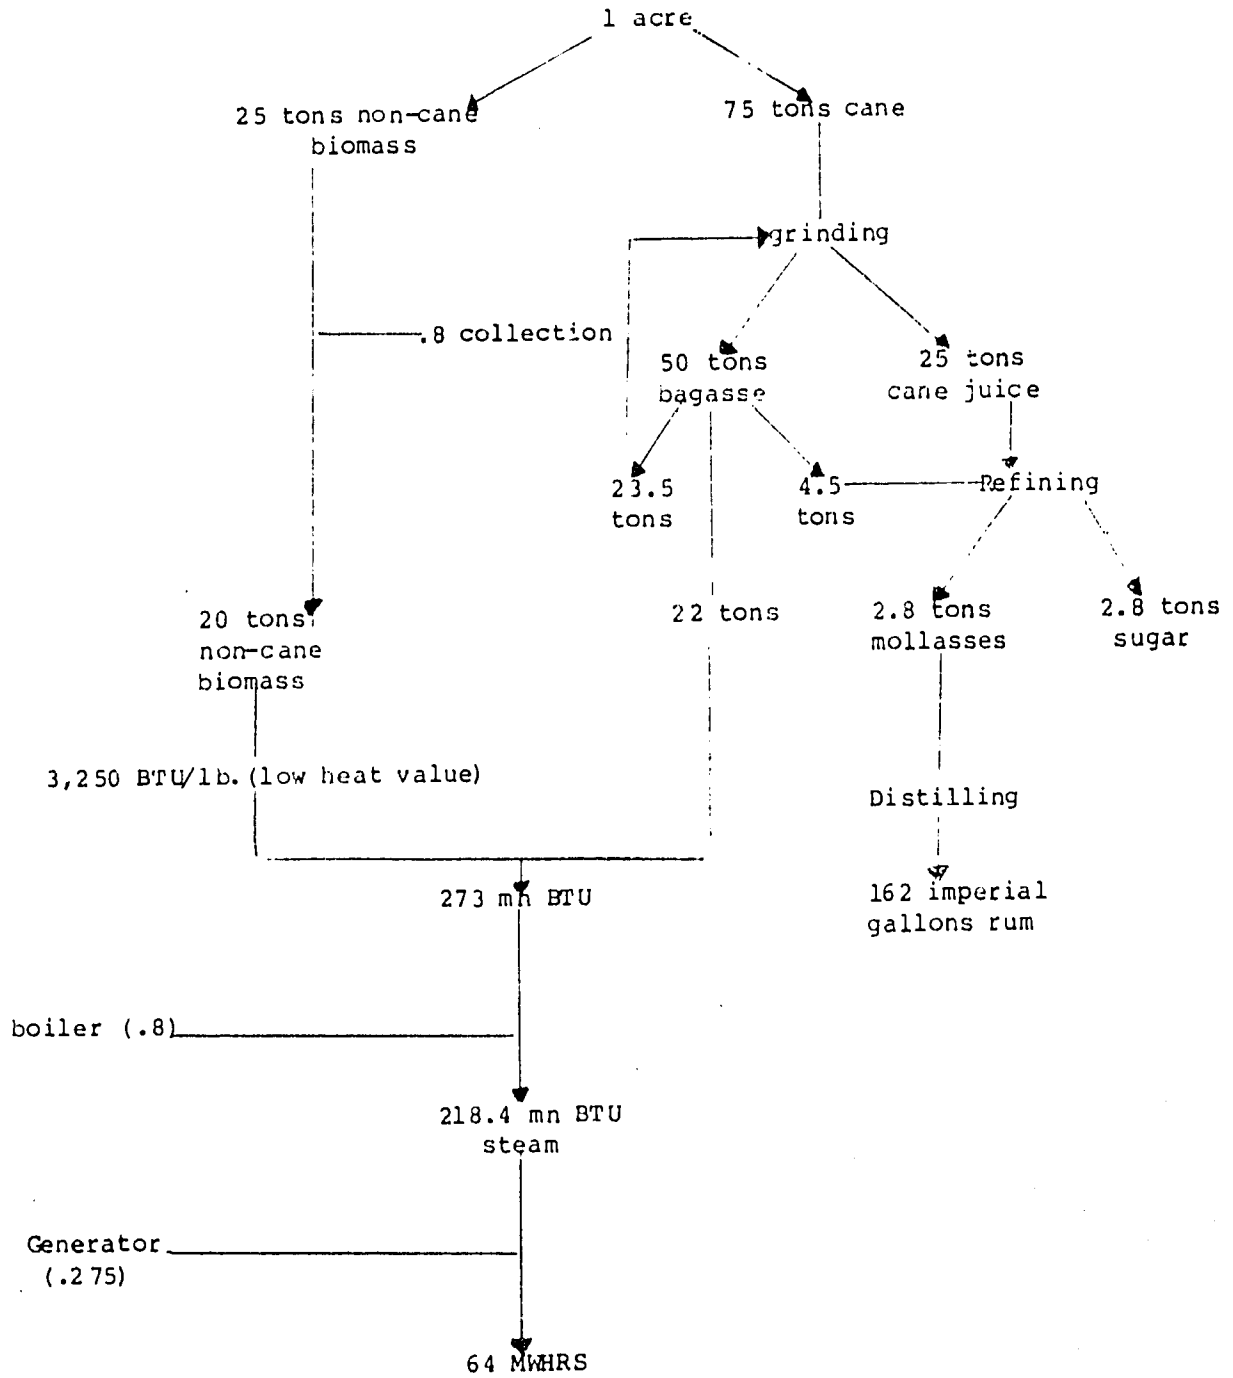 1 acre
25 tons non-cane
biomass
75 tons cane
grinding
.8 collection
50 tons
bagasse
25 tons
cane juice
23.5
tons
4.5
tons
Refining
20 tons
non-cane
biomass
22 tons
2.8 tons
mollasses
2.8 tons
sugar
3,250 BTU/lb. (low heat value)
Distilling
273 mn BTU
162 imperial
gallons rum
boiler (.8)
218.4 mn BTU
steam
Generator
(.275)
64 MWHRS